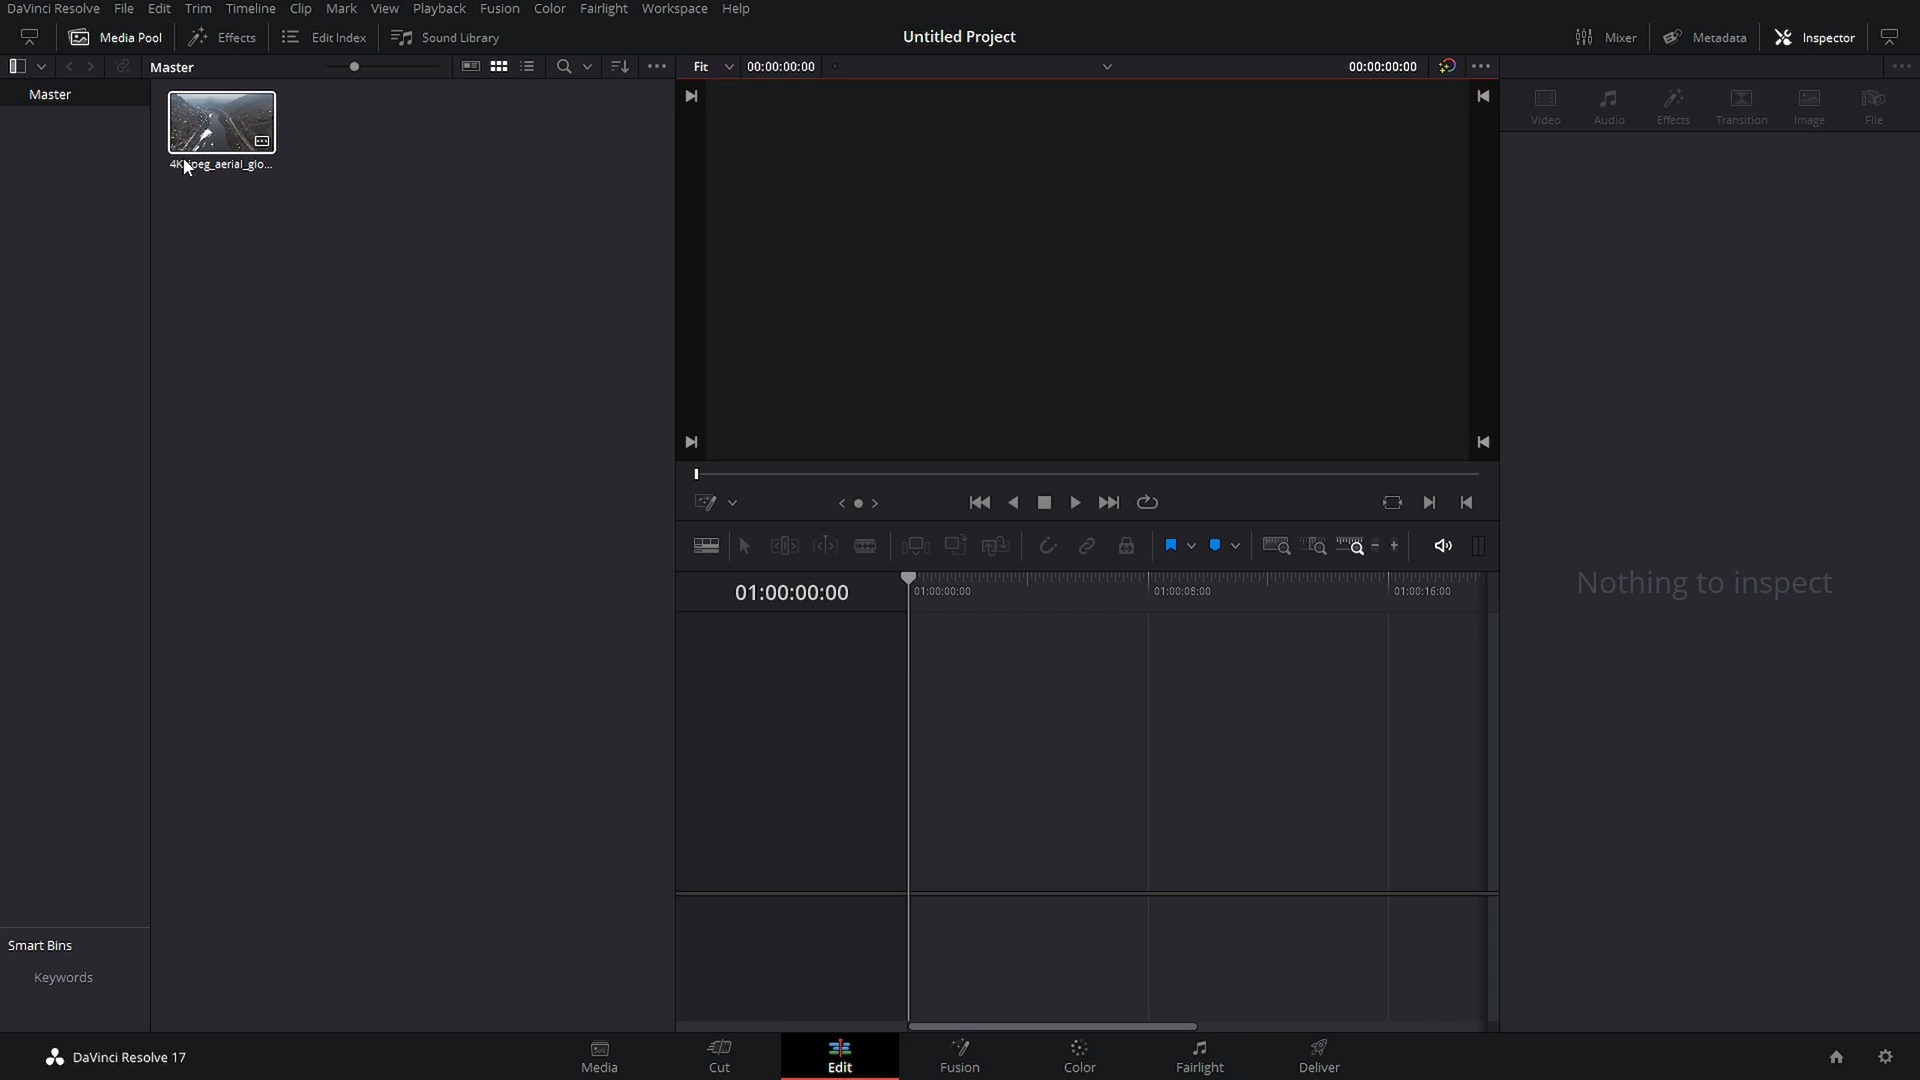 DaVinci Resolve File Edit Trim Timeline Clip Mark View Playback Fusion Color Fairlight Workspace Help
Media Pool Effects Edit Index Sound Library Untitled Project Mixer Metadata Inspector
Master Fit 00:00:00:00 00:00:00:00
Master
Video Audio Effects Transition Image File
01:00:00:00 01:00:00:00 01:00:08:00 01:00:16:00
Nothing to inspect
Smart Bins
Keywords
DaVinci Resolve 17 Media Cut Edit Fusion Color Fairlight Deliver